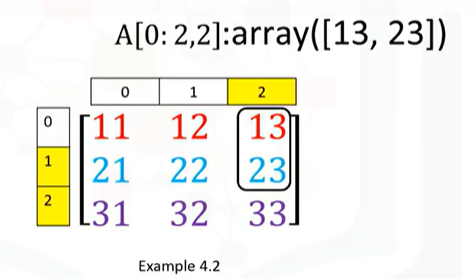 A[0: 2,2]:array([13, 23])
0 1 2
0 11 12 13
1 21 22 23
2 31 32 33
Example 4.2